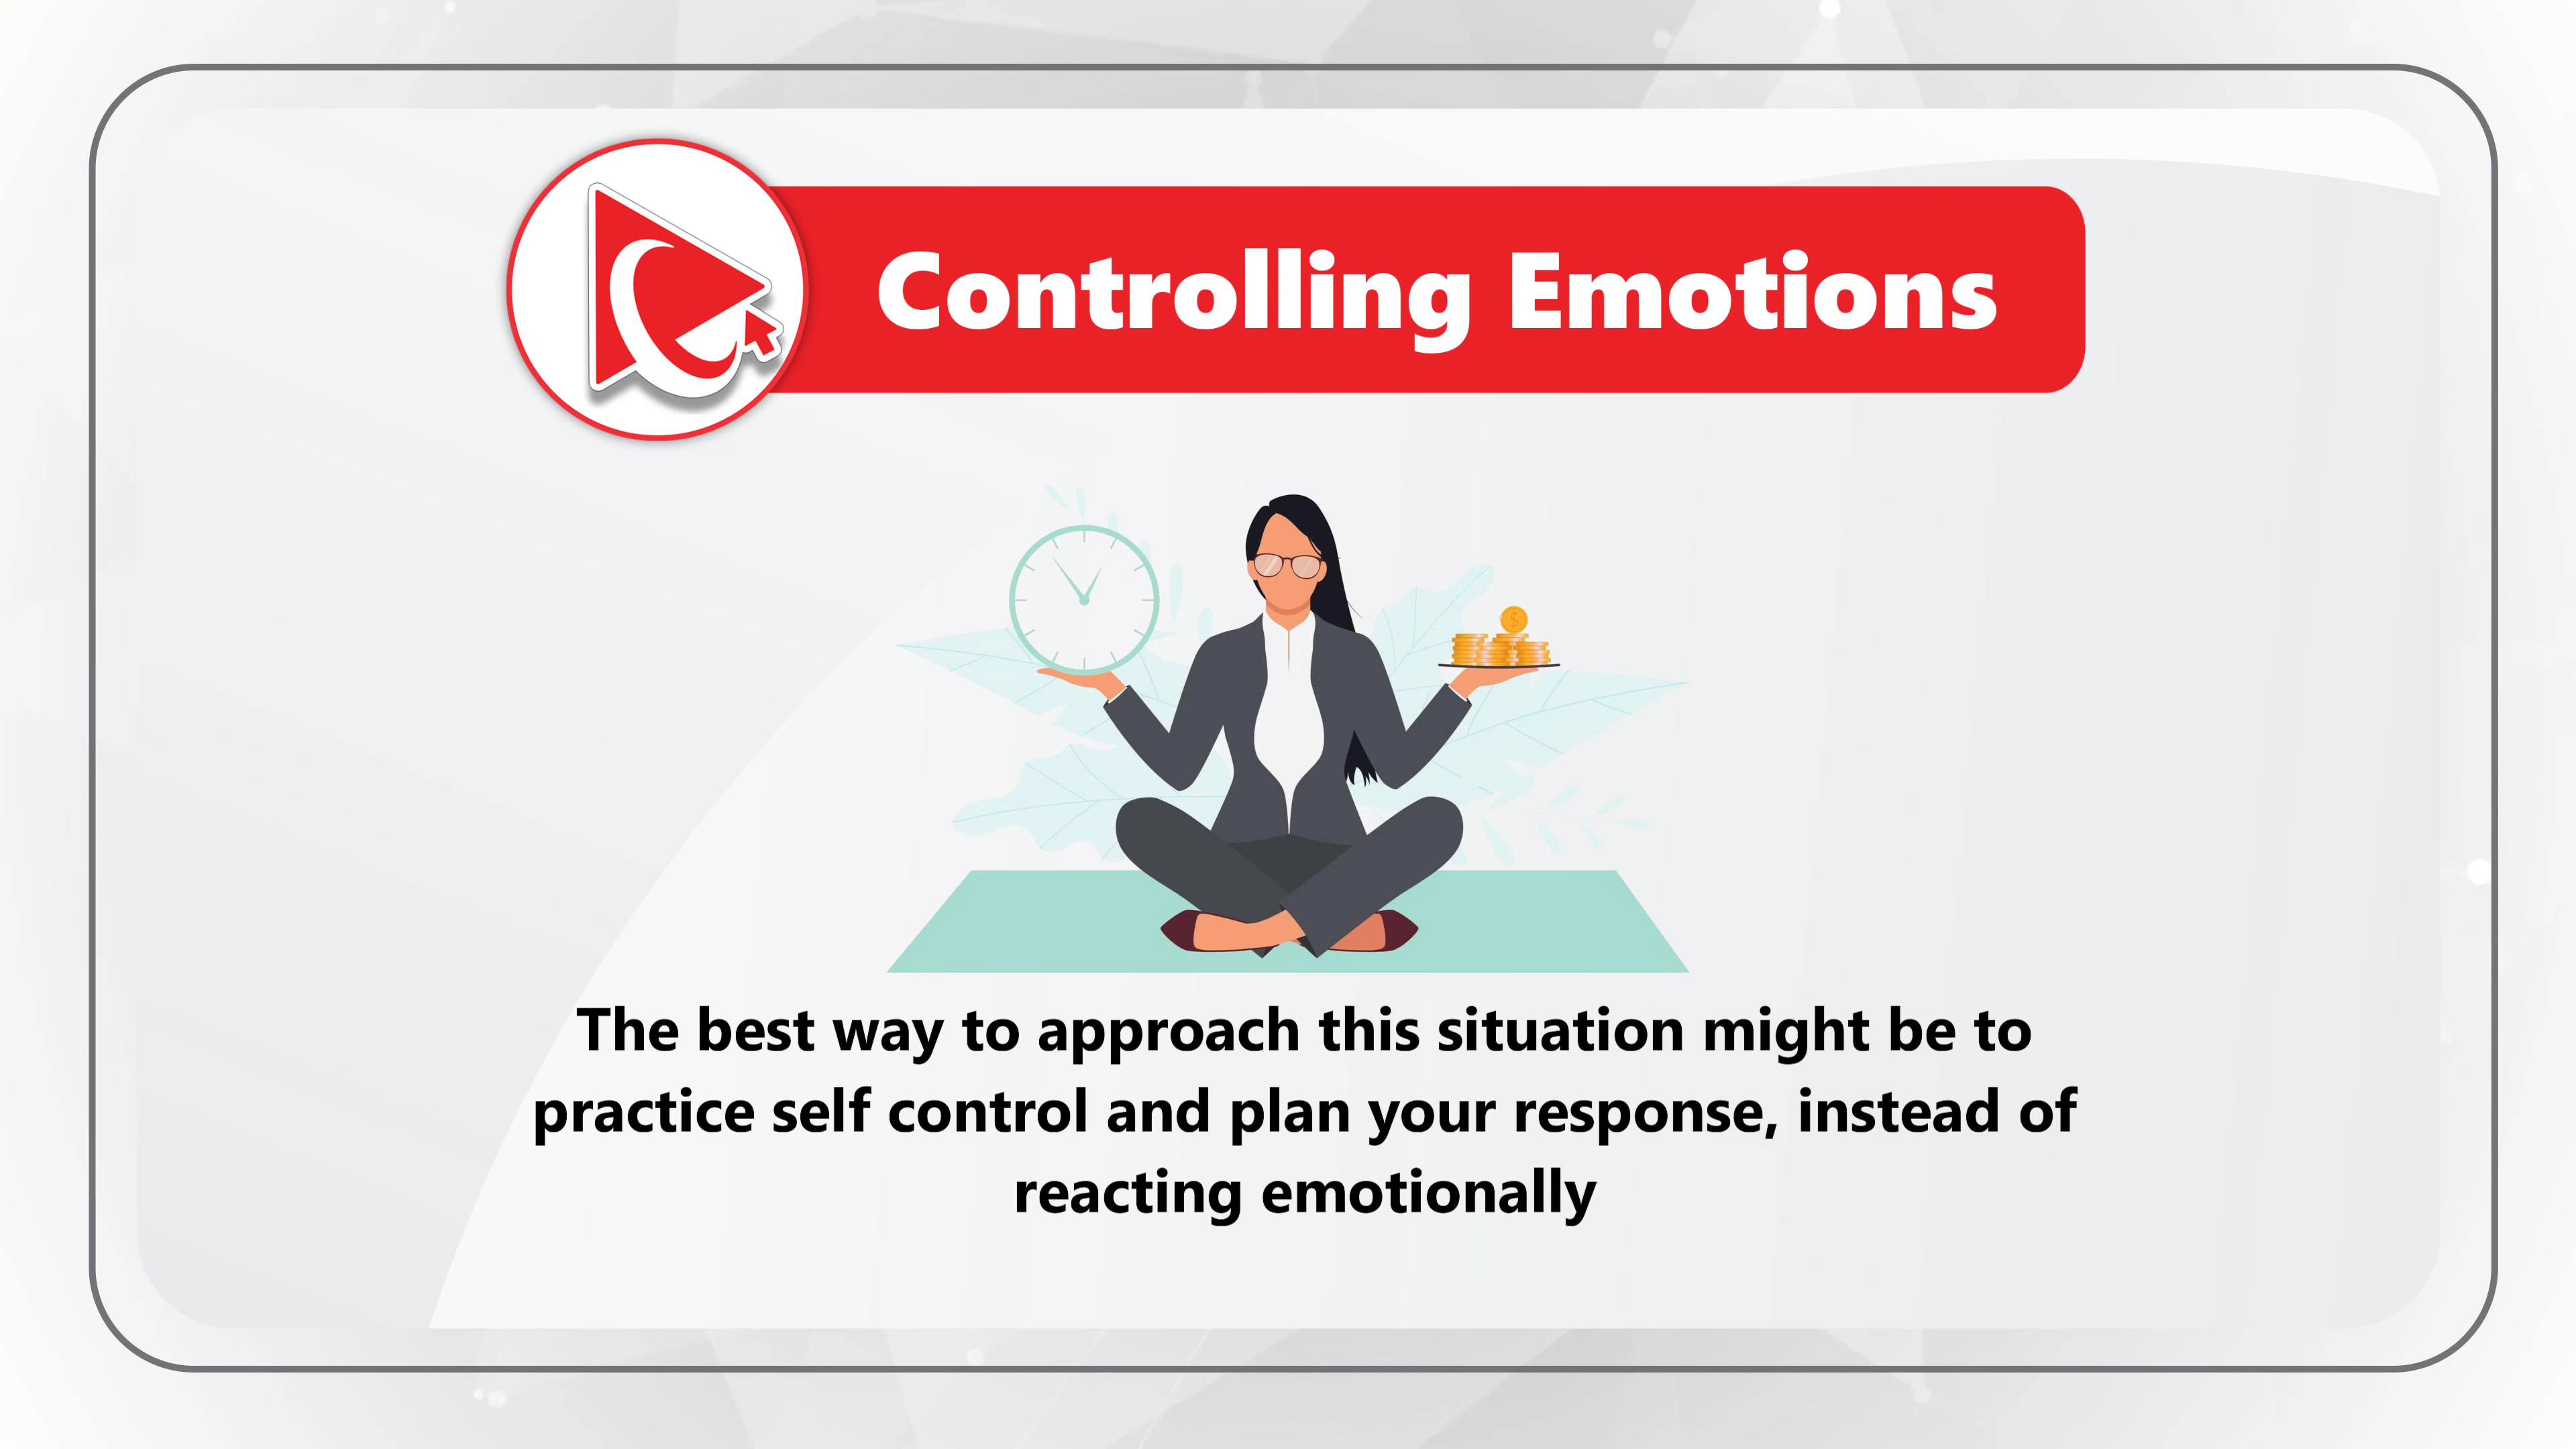 Controlling Emotions
$
The best way to approach this situation might be to
practice self control and plan your response, instead of
reacting emotionally